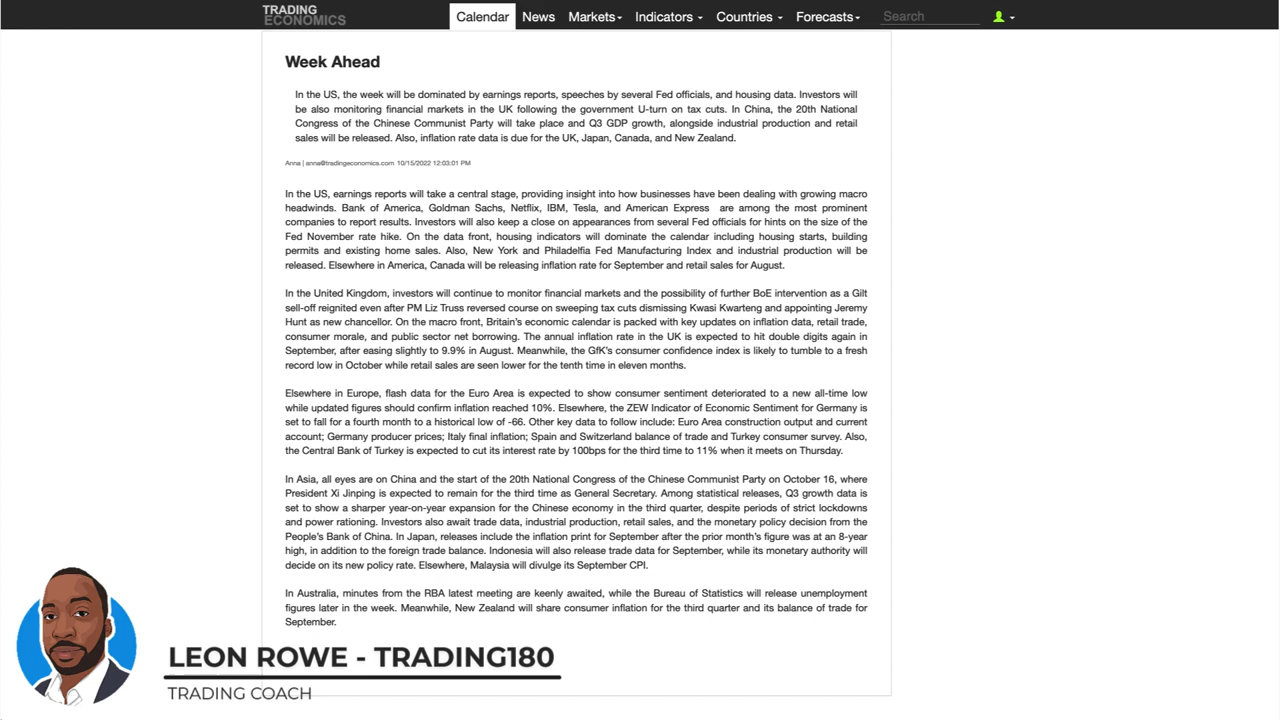 TRADING
ECONOMICS
Calendar News Markets Indicators Countries Forecasts Search
Week Ahead
In the US, the week will be dominated by earnings reports, speeches by several Fed officials, and housing data. Investors will
be also monitoring financial markets in the UK following the government U-turn on tax cuts. In China, the 20th National
Congress of the Chinese Communist Party will take place and Q3 GDP growth, alongside industrial production and retail
sales will be released. Also, inflation rate data is due for the UK, Japan, Canada, and New Zealand.
Anna | anna@tradingeconomics.com 10/15/2022 12:03:01 PM
In the US, earnings reports will take a central stage, providing insight into how businesses have been dealing with growing macro
headwinds. Bank of America, Goldman Sachs, Netflix, IBM, Tesla, and American Express are among the most prominent
companies to report results. Investors will also keep a close on appearances from several Fed officials for hints on the size of the
Fed November rate hike. On the data front, housing indicators will dominate the calendar including housing starts, building
permits and existing home sales. Also, New York and Philadelfia Fed Manufacturing Index and industrial production will be
released. Elsewhere in America, Canada will be releasing inflation rate for September and retail sales for August.
In the United Kingdom, investors will continue to monitor financial markets and the possibility of further BoE intervention as a Gilt
sell-off reignited even after PM Liz Truss reversed course on sweeping tax cuts dismissing Kwasi Kwarteng and appointing Jeremy
Hunt as new chancellor. On the macro front, Britain's economic calendar is packed with key updates on inflation data, retail trade,
consumer morale, and public sector net borrowing. The annual inflation rate in the UK is expected to hit double digits again in
September, after easing slightly to 9.9% in August. Meanwhile, the GfK's consumer confidence index is likely to tumble to a fresh
record low in October while retail sales are seen lower for the tenth time in eleven months.
Elsewhere in Europe, flash data for the Euro Area is expected to show consumer sentiment deteriorated to a new all-time low
while updated figures should confirm inflation reached 10%. Elsewhere, the ZEW Indicator of Economic Sentiment for Germany is
set to fall for a fourth month to a historical low of -66. Other key data to follow include: Euro Area construction output and current
account; Germany producer prices; Italy final inflation; Spain and Switzerland balance of trade and Turkey consumer survey. Also,
the Central Bank of Turkey is expected to cut its interest rate by 100bps for the third time to 11% when it meets on Thursday.
In Asia, all eyes are on China and the start of the 20th National Congress of the Chinese Communist Party on October 16, where
President Xi Jinping is expected to remain for the third time as General Secretary. Among statistical releases, Q3 growth data is
set to show a sharper year-on-year expansion for the Chinese economy in the third quarter, despite periods of strict lockdowns
and power rationing. Investors also await trade data, industrial production, retail sales, and the monetary policy decision from the
People's Bank of China. In Japan, releases include the inflation print for September after the prior month's figure was at an 8-year
high, in addition to the foreign trade balance. Indonesia will also release trade data for September, while its monetary authority will
decide on its new policy rate. Elsewhere, Malaysia will divulge its September CPI.
In Australia, minutes from the RBA latest meeting are keenly awaited, while the Bureau of Statistics will release unemployment
figures later in the week. Meanwhile, New Zealand will share consumer inflation for the third quarter and its balance of trade for
September.
LEON ROWE - TRADING180
TRADING COACH